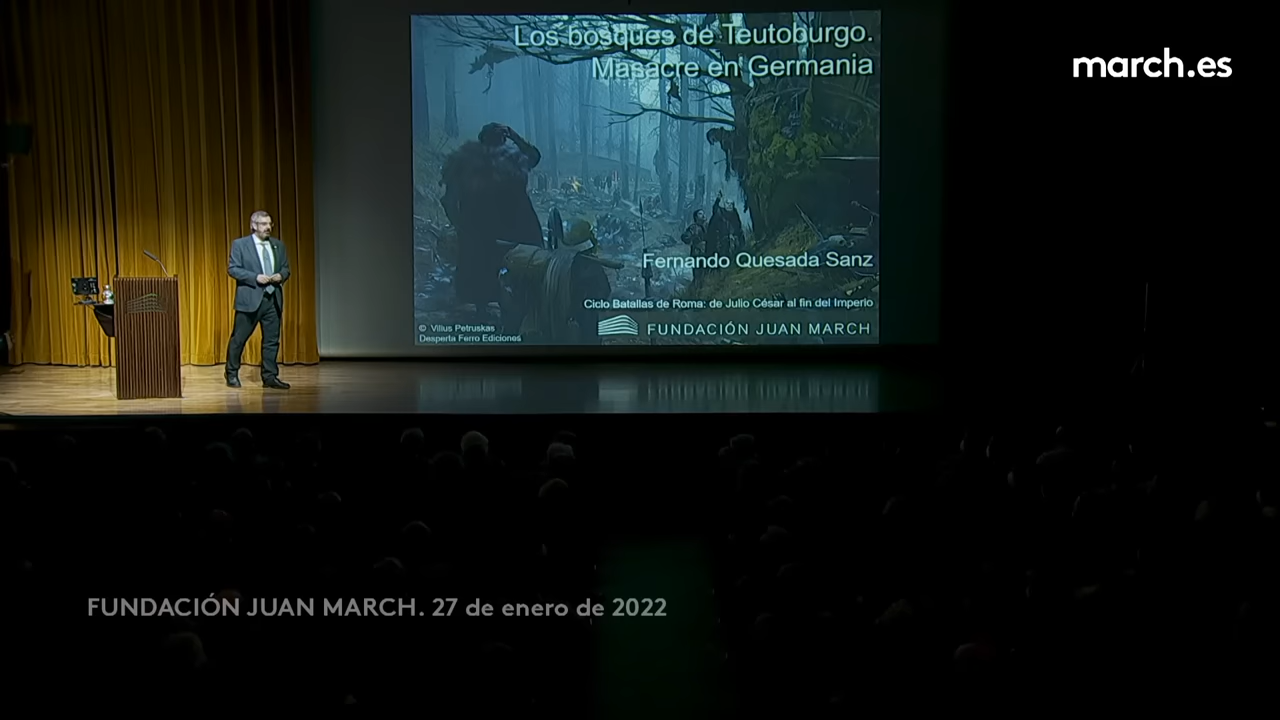 Los bosques de Teutoburgo.
Masacre en Germania
march.es
Fernando Quesada Sanz
Ciclo Batallas de Roma: de Julio César al fin del Imperio
FUNDACIÓN JUAN MARCH
© Vilius Petruskas
Desperta Ferro Ediciones
FUNDACIÓN JUAN MARCH. 27 de enero de 2022